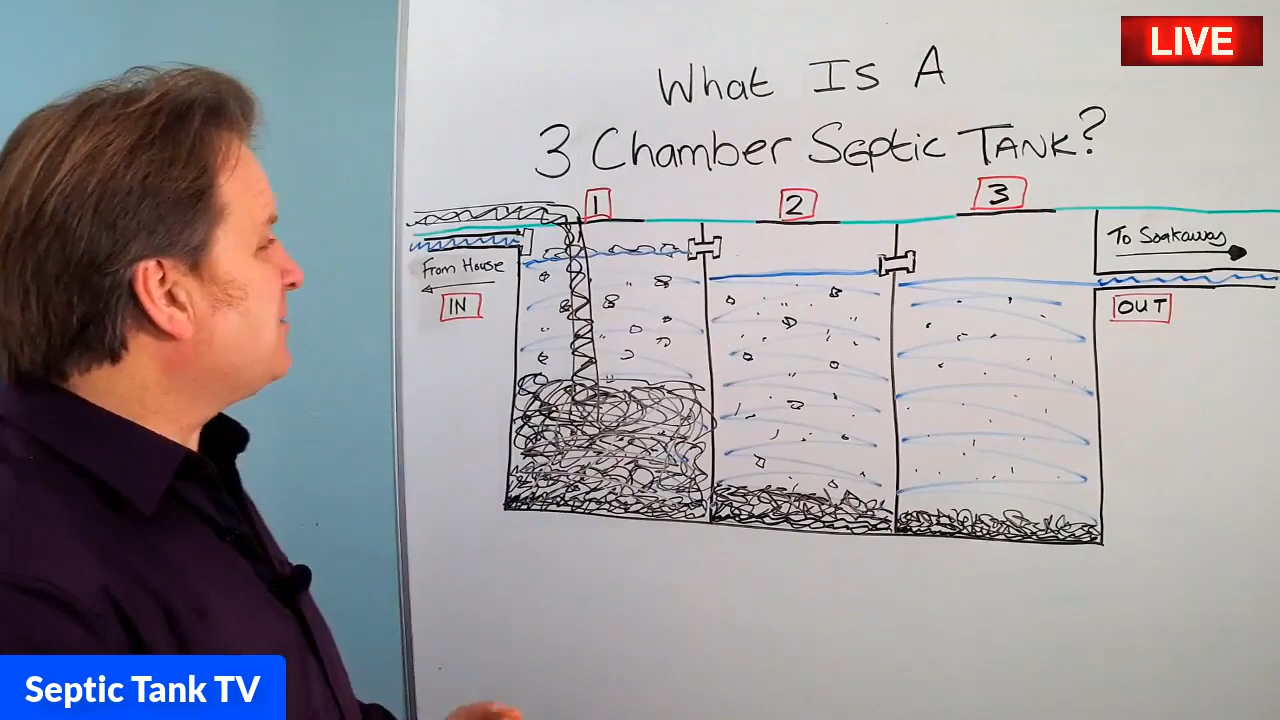 LIVE
What Is A
3 Chamber Septic Tank?
1
2
3
To Soakaway
From House
IN
OUT
Septic Tank TV